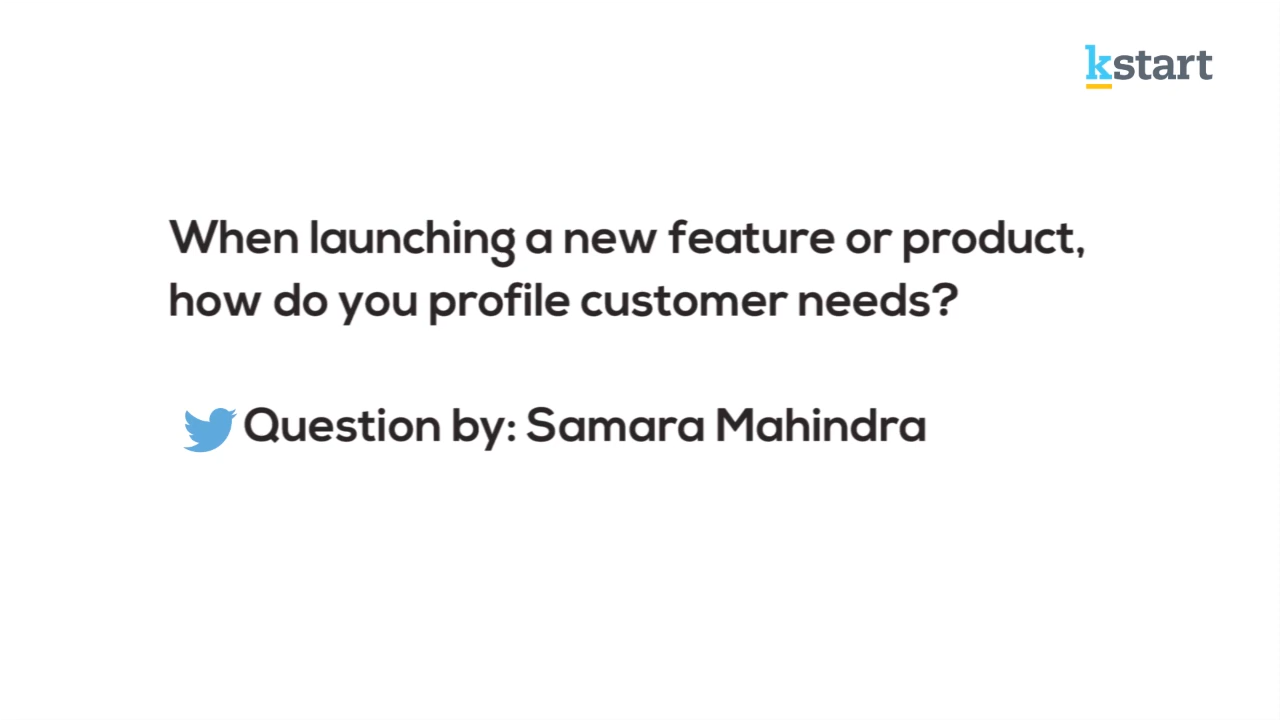 kstart
When launching a new feature or product,
how do you profile customer needs?
Question by: Samara Mahindra